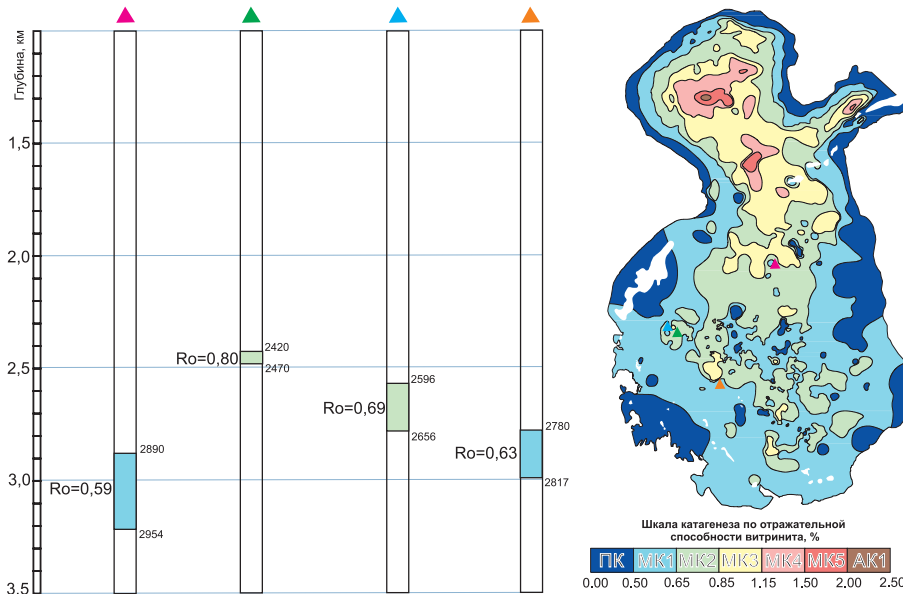 Глубина, км
1,5
2,0
2,5
3,0
3.5
2890
Ro=0,59
2954
2420
Ro=0,80
2470
2596
Ro=0,69
2656
2780
Ro=0,63
2817
Шкала катагенеза по отражательной
способности витринита, %
ПК МК1 МК2 МК3 МК4 МК5 АК1
0.00 0.50 0.65 0.85 1.15 1.50 2.00 2.50